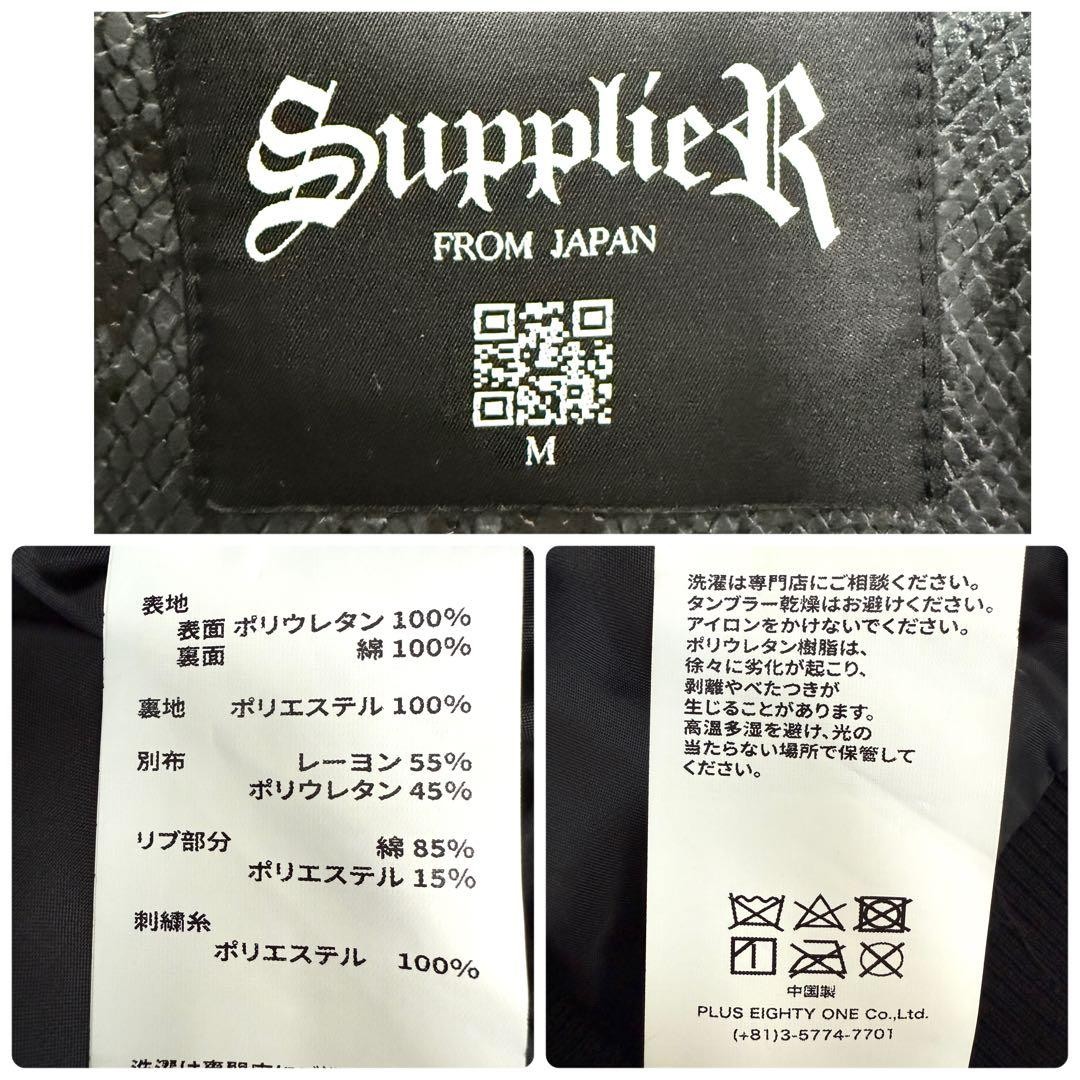 SupplieR
FROM JAPAN
M
表地
表面 ポリウレタン 100%
裏面 綿 100%
裏地 ポリエステル 100%
別布 レーヨン 55%
ポリウレタン 45%
リブ部分 綿 85%
ポリエステル 15%
刺繍糸
ポリエステル 100%
洗濯は専門店に
洗濯は専門店にご相談ください。
タンブラー乾燥はお避けください。
アイロンをかけないでください。
ポリウレタン樹脂は、
徐々に劣化が起こり、
剥離やべたつきが
生じることがあります。
高温多湿を避け、光の
当たらない場所で保管して
ください。
中国製
PLUS EIGHTY ONE Co.,Ltd.
(+81)3-5774-7701